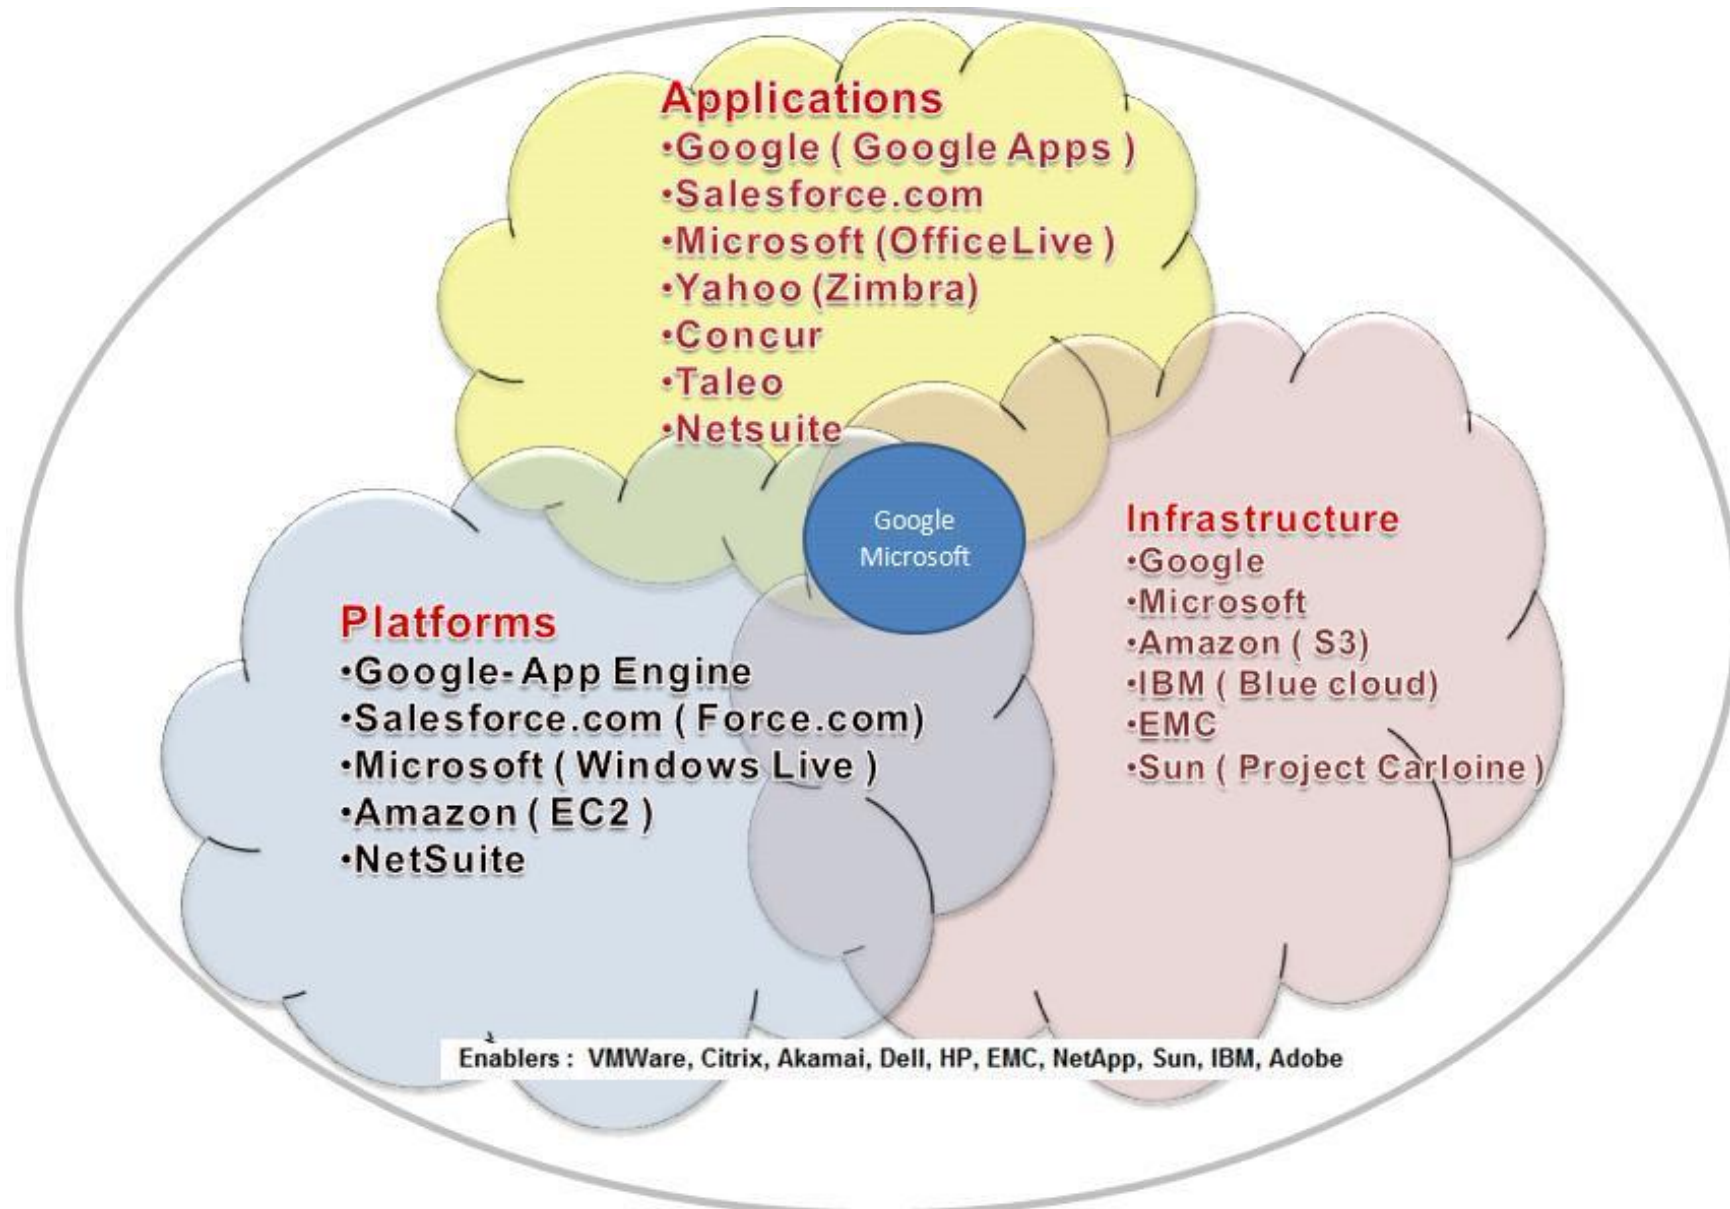 Applications
•Google ( Google Apps )
•Salesforce.com
•Microsoft (OfficeLive )
•Yahoo (Zimbra)
•Concur
•Taleo
•Netsuite
Google
Microsoft
Infrastructure
•Google
•Microsoft
•Amazon ( S3)
•IBM ( Blue cloud)
•EMC
•Sun ( Project Carloine )
Platforms
•Google- App Engine
•Salesforce.com ( Force.com)
•Microsoft ( Windows Live )
•Amazon ( EC2 )
•NetSuite
Enablers : VMWare, Citrix, Akamai, Dell, HP, EMC, NetApp, Sun, IBM, Adobe